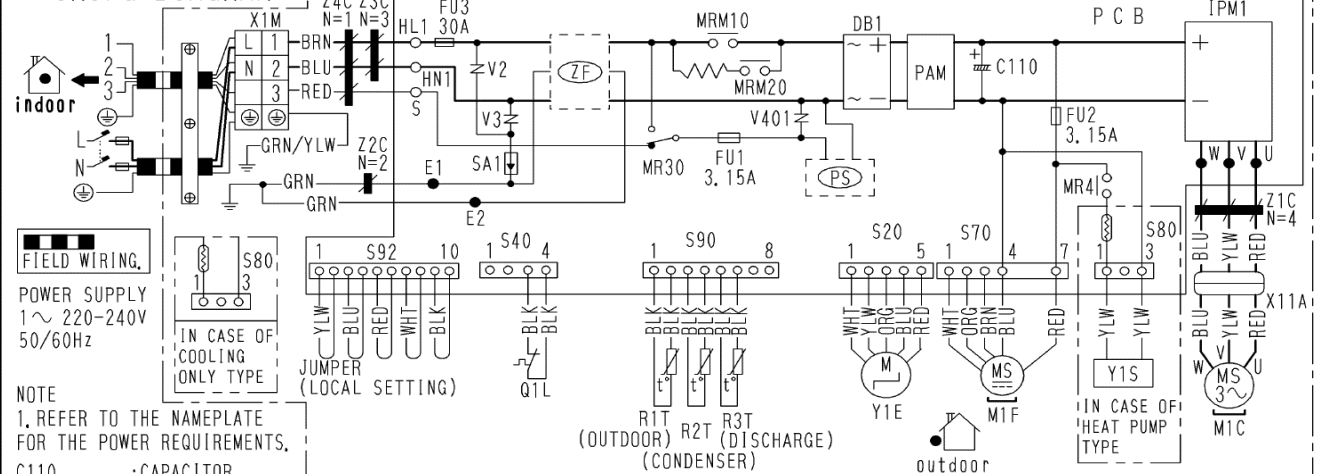 Z4C Z3C
N=1 N=3
FU3
30A
HL1
X1M
L 1
N 2
3
BRN
BLU
RED
HN1
S
V2
V3
ZF
SA1
E1
E2
GRN/YLW
Z2C
N=2
GRN
GRN
1
2
3
indoor
L
N
MRM10
MRM20
DB1
~ +
~ −
PAM
C110
+
PCB
IPM1
+
−
V401
PS
MR30
FU1
3.15A
FU2
3.15A
MR4
W V U
Z1C
N=4
FIELD WIRING.
POWER SUPPLY
1~ 220-240V
50/60Hz
S80
1 3
IN CASE OF
COOLING
ONLY TYPE
1 S92 10
YLW BLU RED WHT BLK
JUMPER
(LOCAL SETTING)
S40
1 4
BLK BLK
Q1L
S90
1 8
BLK BLK BLK BLK BLK BLK
t° t° t°
R1T
(OUTDOOR)
R2T
(CONDENSER)
R3T
(DISCHARGE)
S20
1 5
WHT YLW ORG BLU RED
M
Y1E
S70
1 4 7
WHT ORG BRN BLU RED
MS
M1F
outdoor
S80
1 3
YLW YLW
Y1S
IN CASE OF
HEAT PUMP
TYPE
BLU YLW RED
X11A
BLU YLW RED
W V U
MS
3~
M1C
NOTE
1. REFER TO THE NAMEPLATE
FOR THE POWER REQUIREMENTS.
C110 :CAPACITOR